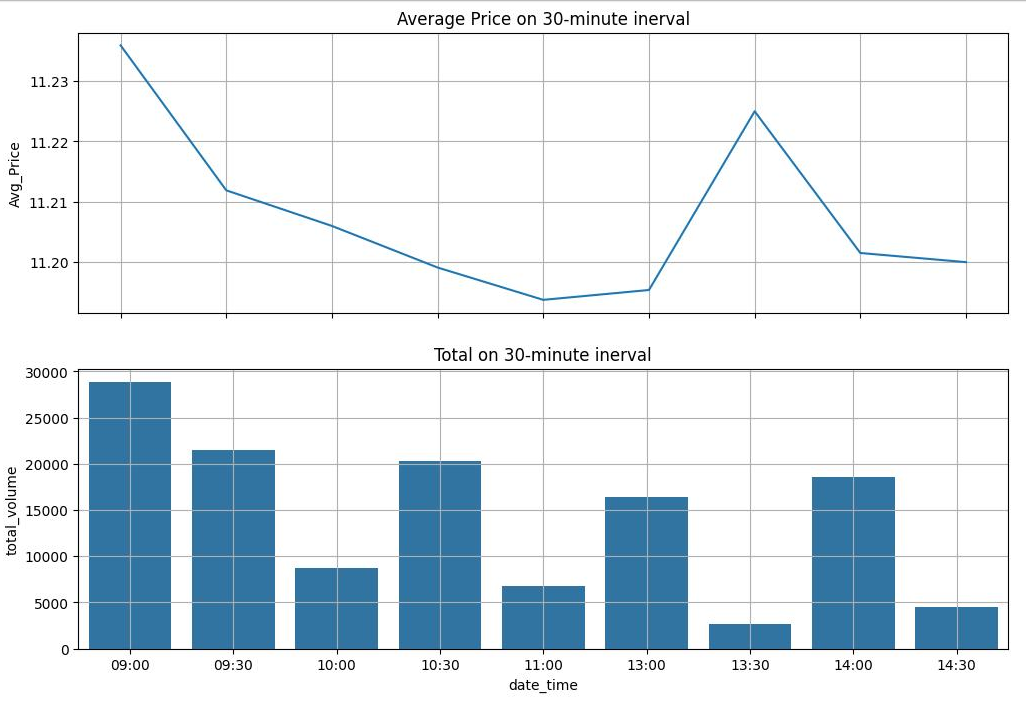 Average Price on 30-minute inerval
11.23
11.22
11.21
11.20
Avg_Price
Total on 30-minute inerval
30000
25000
20000
15000
10000
5000
0
total_volume
09:00 09:30 10:00 10:30 11:00 13:00 13:30 14:00 14:30
date_time